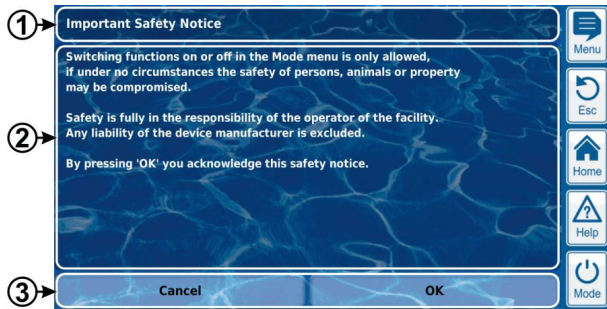 1
Important Safety Notice
Menu
2
Switching functions on or off in the Mode menu is only allowed,
if under no circumstances the safety of persons, animals or property
may be compromised.
Safety is fully in the responsibility of the operator of the facility.
Any liability of the device manufacturer is excluded.
By pressing 'OK' you acknowledge this safety notice.
Esc
Home
?
Help
3
Cancel
OK
Mode